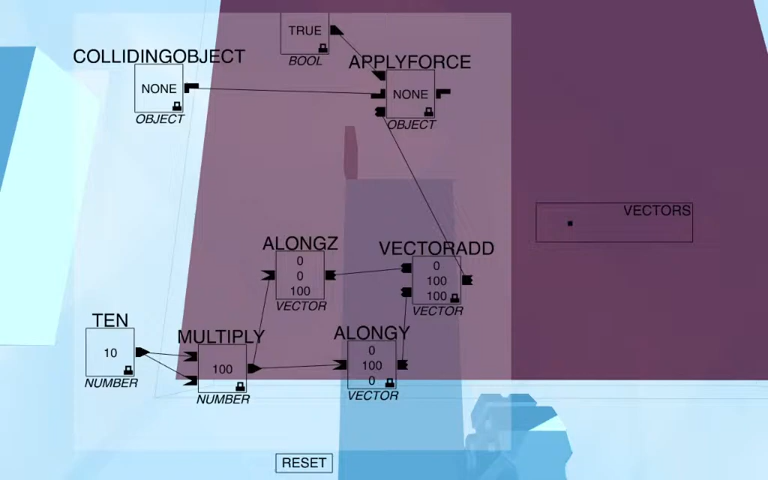 TRUE
BOOL
COLLIDINGOBJECT
NONE
OBJECT
APPLYFORCE
NONE
OBJECT
VECTORS
ALONGZ
0
0
100
VECTOR
VECTORADD
0
100
100
VECTOR
TEN
10
NUMBER
MULTIPLY
100
NUMBER
ALONGY
0
100
0
VECTOR
RESET